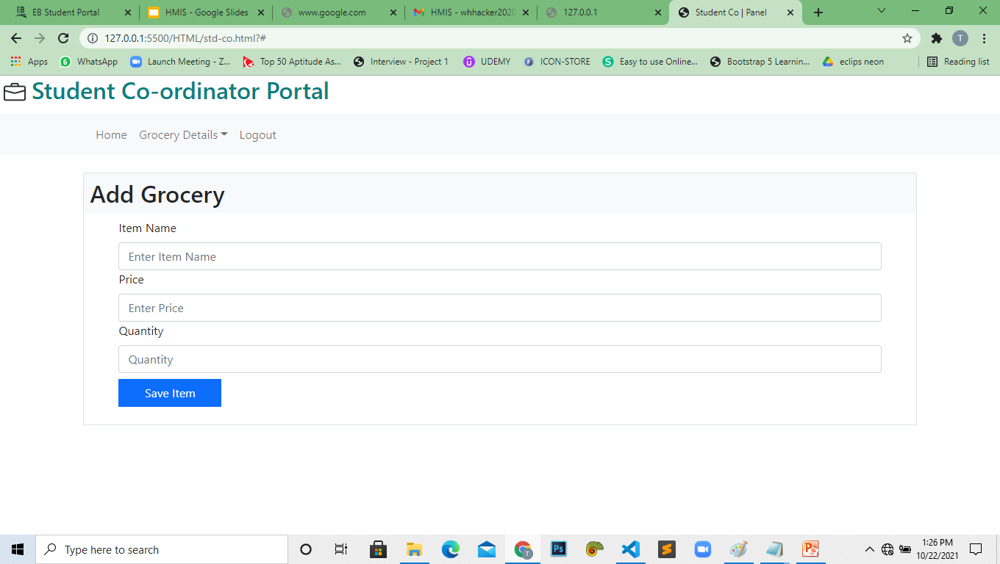 EB Student Portal
HMIS - Google Slides
www.google.com
HMIS - whhacker2020
127.0.0.1
Student Co | Panel
127.0.0.1:5500/HTML/std-co.html?#
T
Apps
6
WhatsApp
Launch Meeting - Z...
Top 50 Aptitude As...
Interview - Project 1
UDEMY
ICON-STORE
Easy to use Online...
Bootstrap 5 Learnin...
eclips neon
Reading list
Student Co-ordinator Portal
Home Grocery Details Logout
Add Grocery
Item Name
Enter Item Name
Price
Enter Price
Quantity
Quantity
Save Item
Type here to search
1:26 PM
10/22/2021